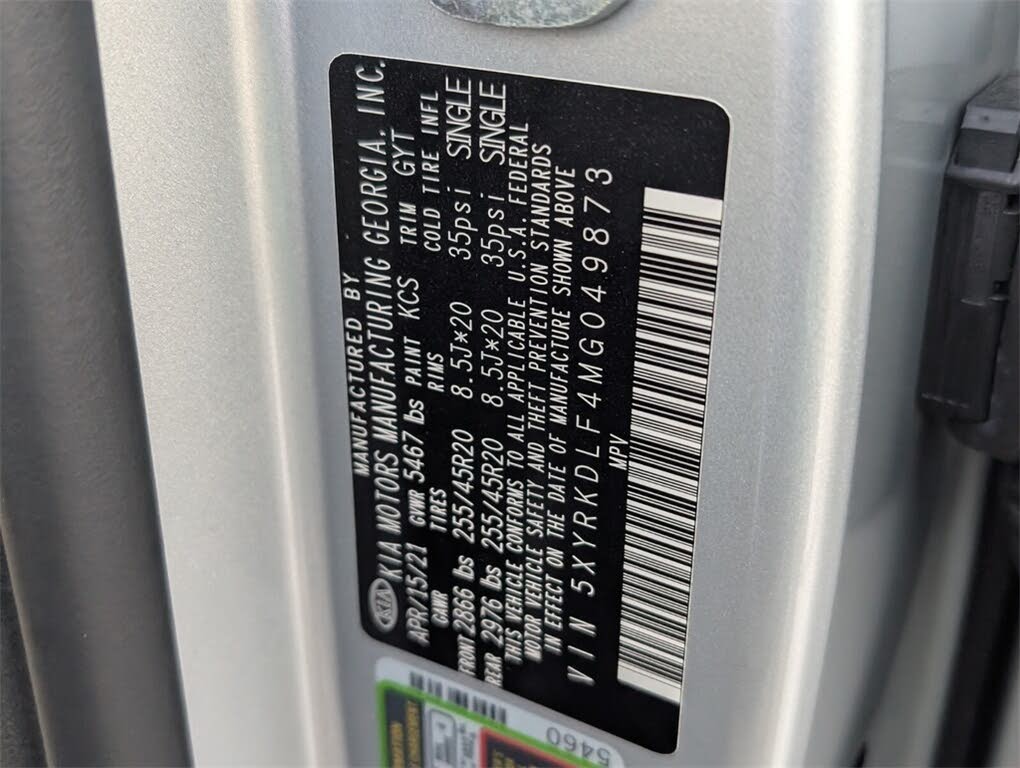 MANUFACTURED BY
KIA KIA MOTORS MANUFACTURING GEORGIA. INC.
APR/15/21 GVWR 5467 lbs PAINT KCS TRIM GYT
GAWR TIRES RIMS COLD TIRE INFL
FRON 2866 lbs 255/45R20 8.5J*20 35psi SINGLE
REAR 2976 lbs 255/45R20 8.5J*20 35psi SINGLE
THIS VEHICLE CONFORMS TO ALL APPLICABLE U.S.A. FEDERAL
MOTOR VEHICLE SAFETY AND THEFT PREVENTION STANDARDS
IN EFFECT ON THE DATE OF MANUFACTURE SHOWN ABOVE
VIN 5XYRKDLF4MG049873
MPV
5460